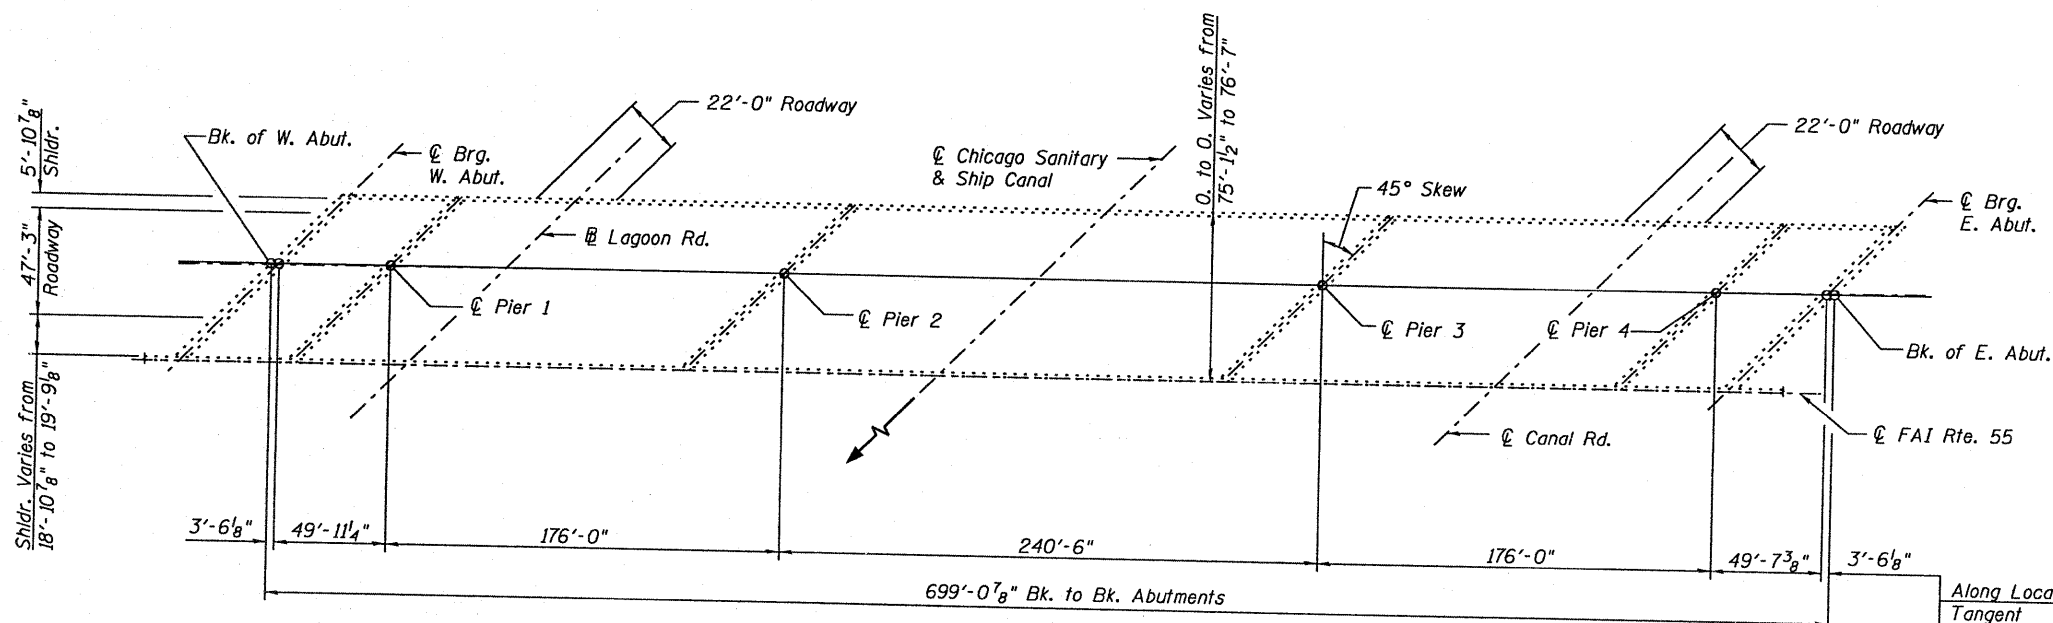 O. to O. Varies from
75'-1½" to 76'-7"
22'-0" Roadway
22'-0" Roadway
5'-10⅞"
Shldr.
Bk. of W. Abut.
℄ Brg.
W. Abut.
℄ Chicago Sanitary
& Ship Canal
45° Skew
℄ Brg.
E. Abut.
47'-3"
Roadway
Lagoon Rd.
℄ Pier 1
℄ Pier 2
℄ Pier 3
℄ Pier 4
Bk. of E. Abut.
Shldr. Varies from
18'-10⅞" to 19'-9⅛"
℄ Canal Rd.
℄ FAI Rte. 55
3'-6⅛"
49'-11¼"
176'-0"
240'-6"
176'-0"
49'-7⅜"
3'-6⅛"
699'-0⅞" Bk. to Bk. Abutments
Along Loca
Tangent